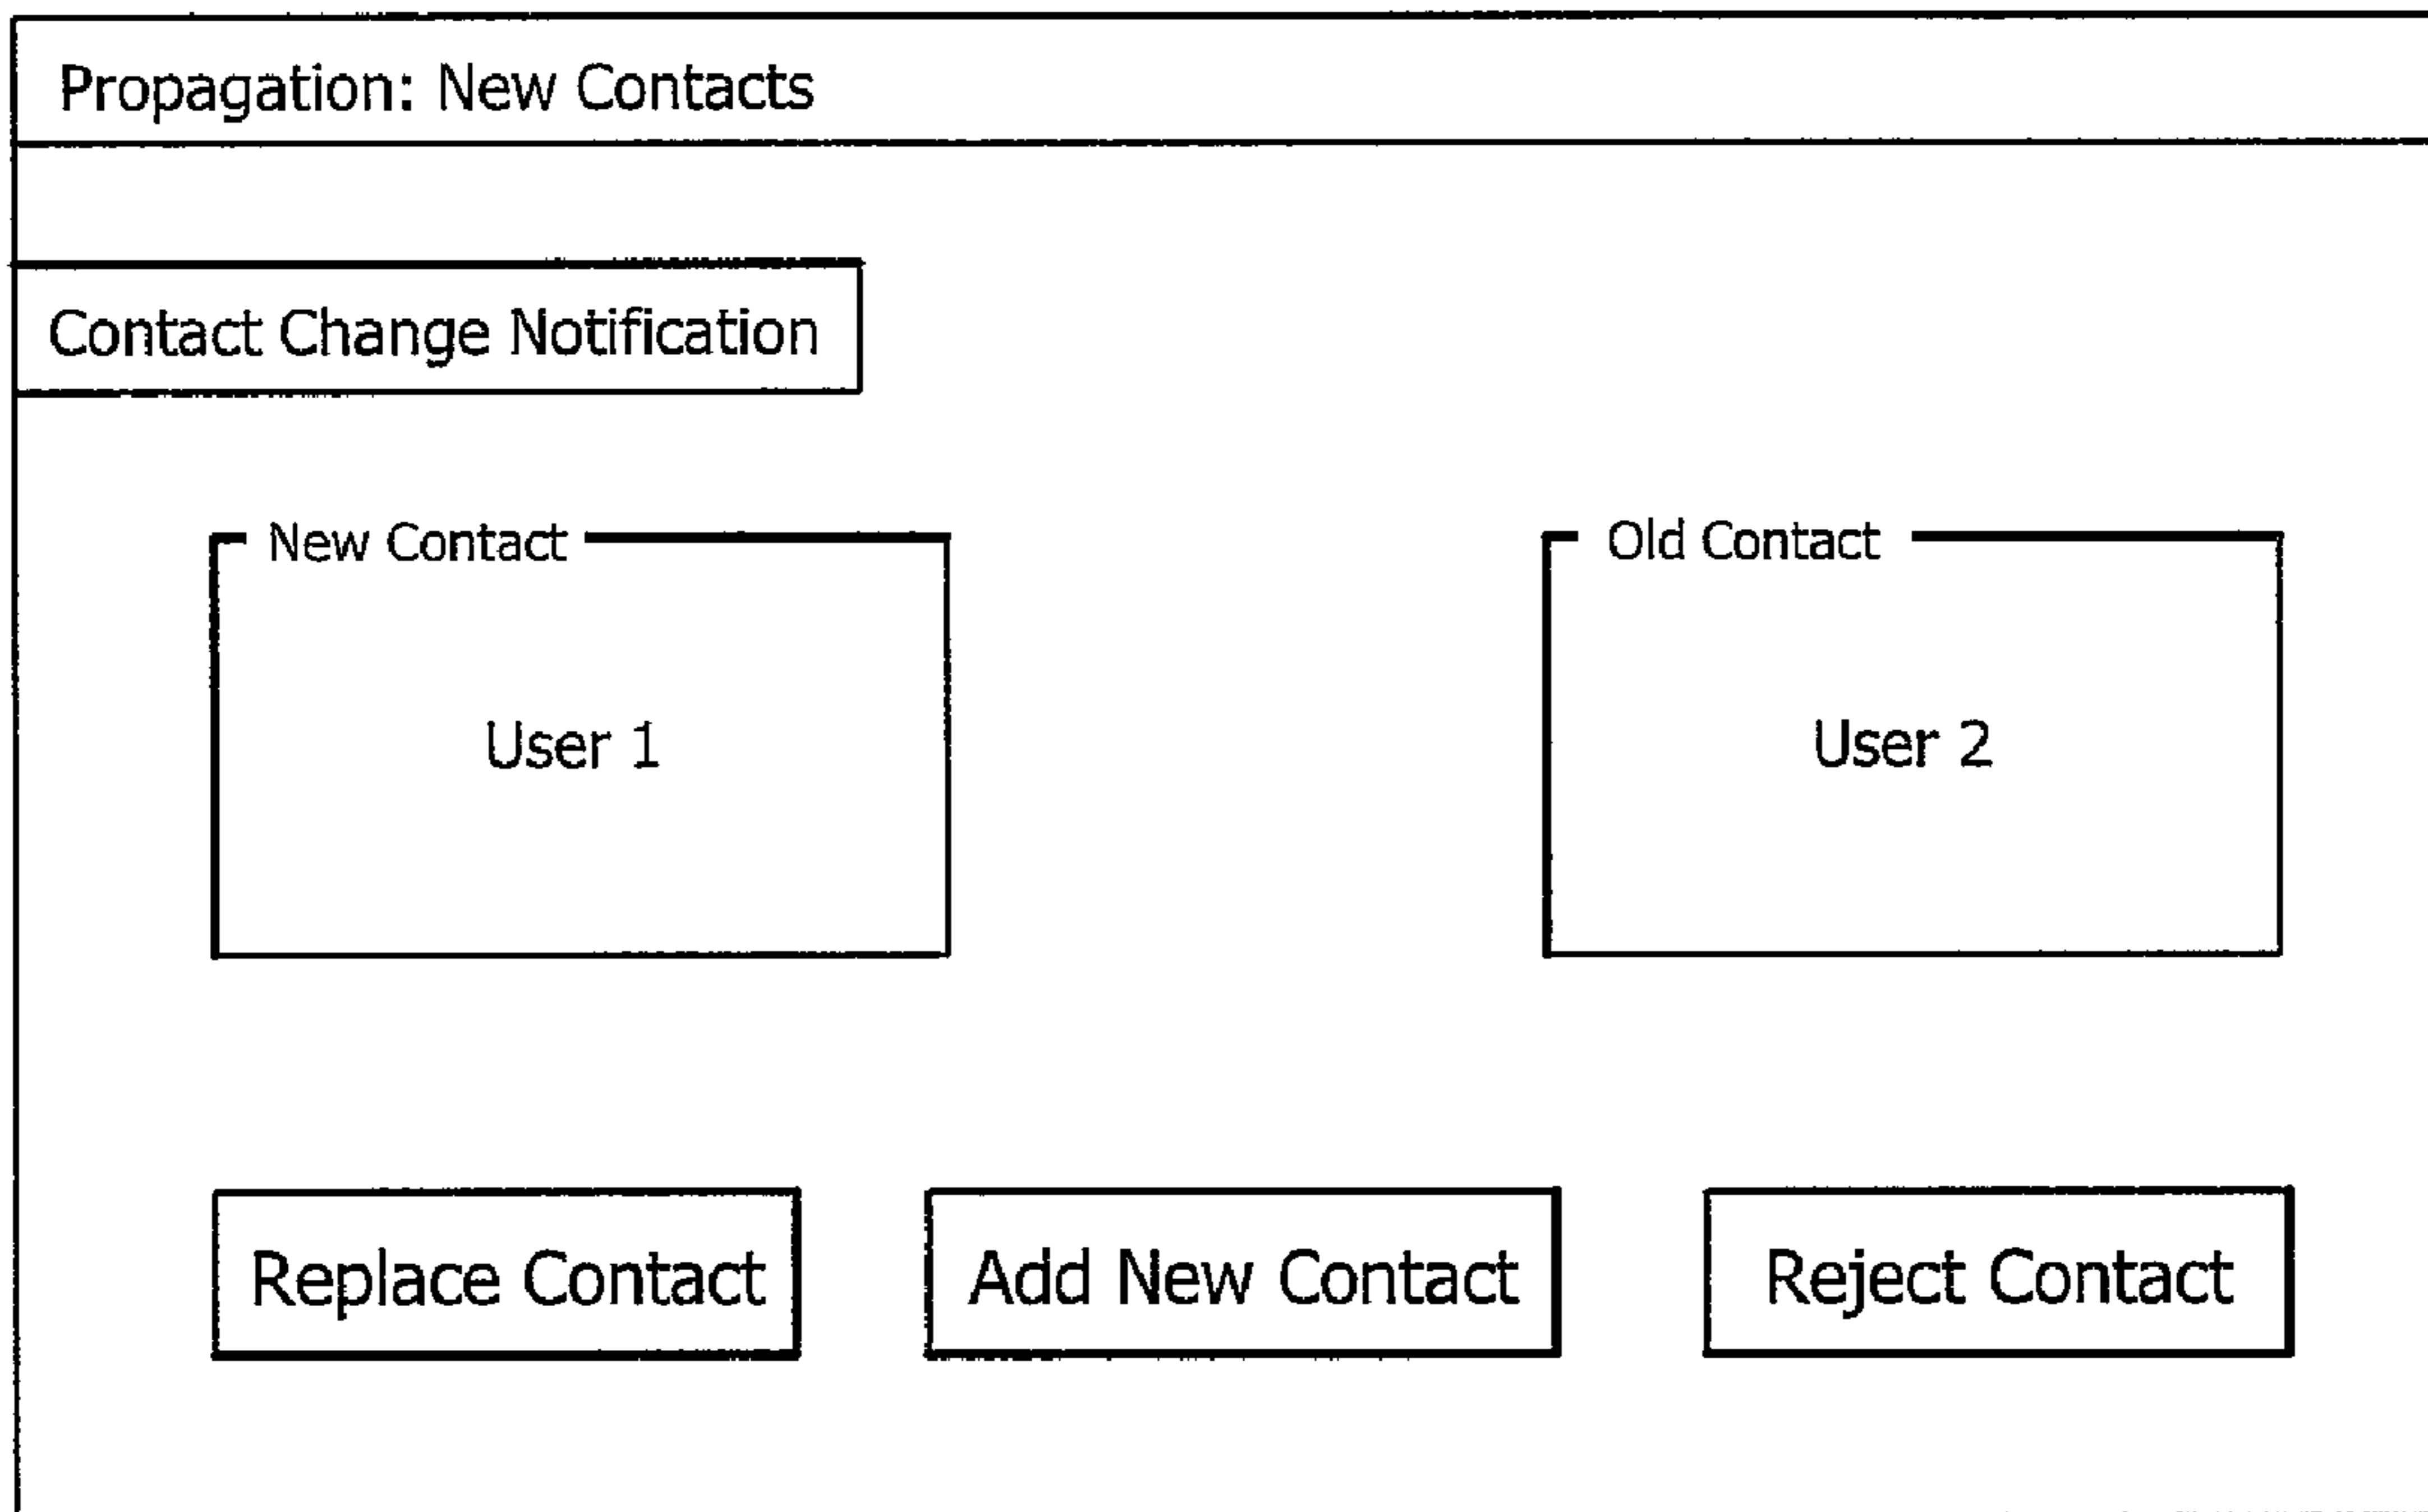 Propagation: New Contacts
Contact Change Notification
New Contact
Old Contact
User 1
User 2
Replace Contact
Add New Contact
Reject Contact